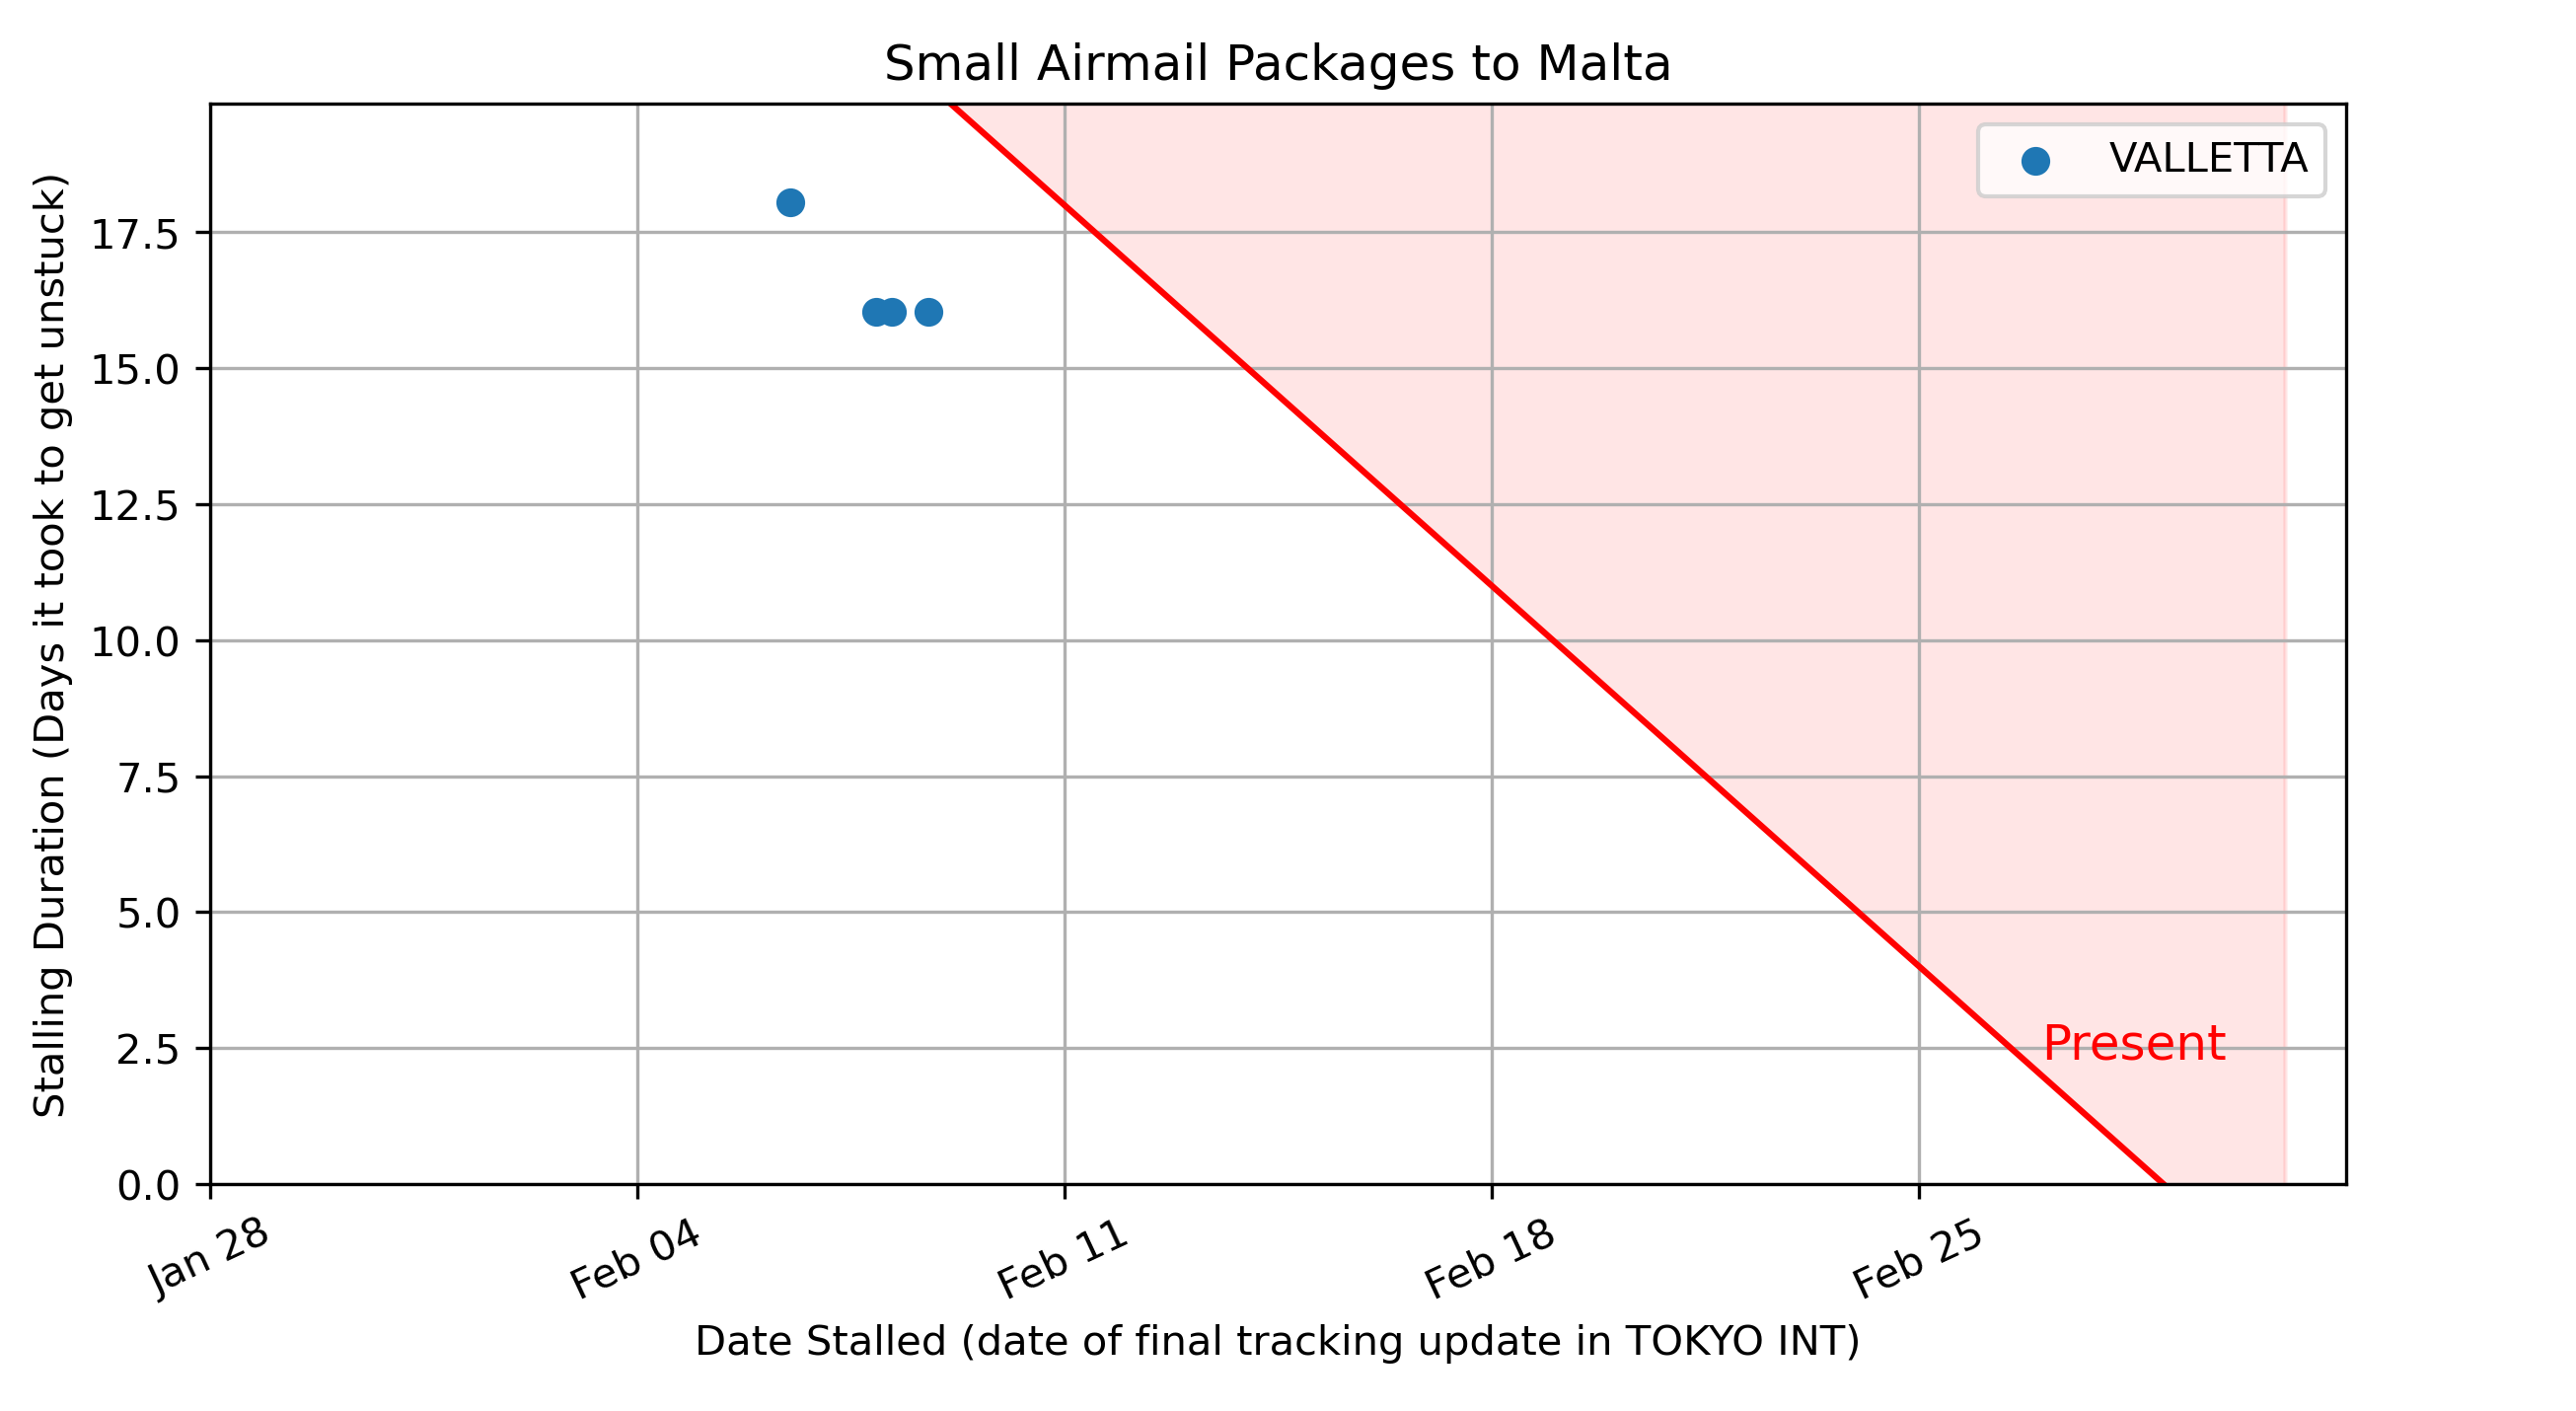 Small Airmail Packages to Malta
VALLETTA
Stalling Duration (Days it took to get unstuck)
17.5
15.0
12.5
10.0
7.5
5.0
2.5
0.0
Present
Jan 28
Feb 04
Feb 11
Feb 18
Feb 25
Date Stalled (date of final tracking update in TOKYO INT)